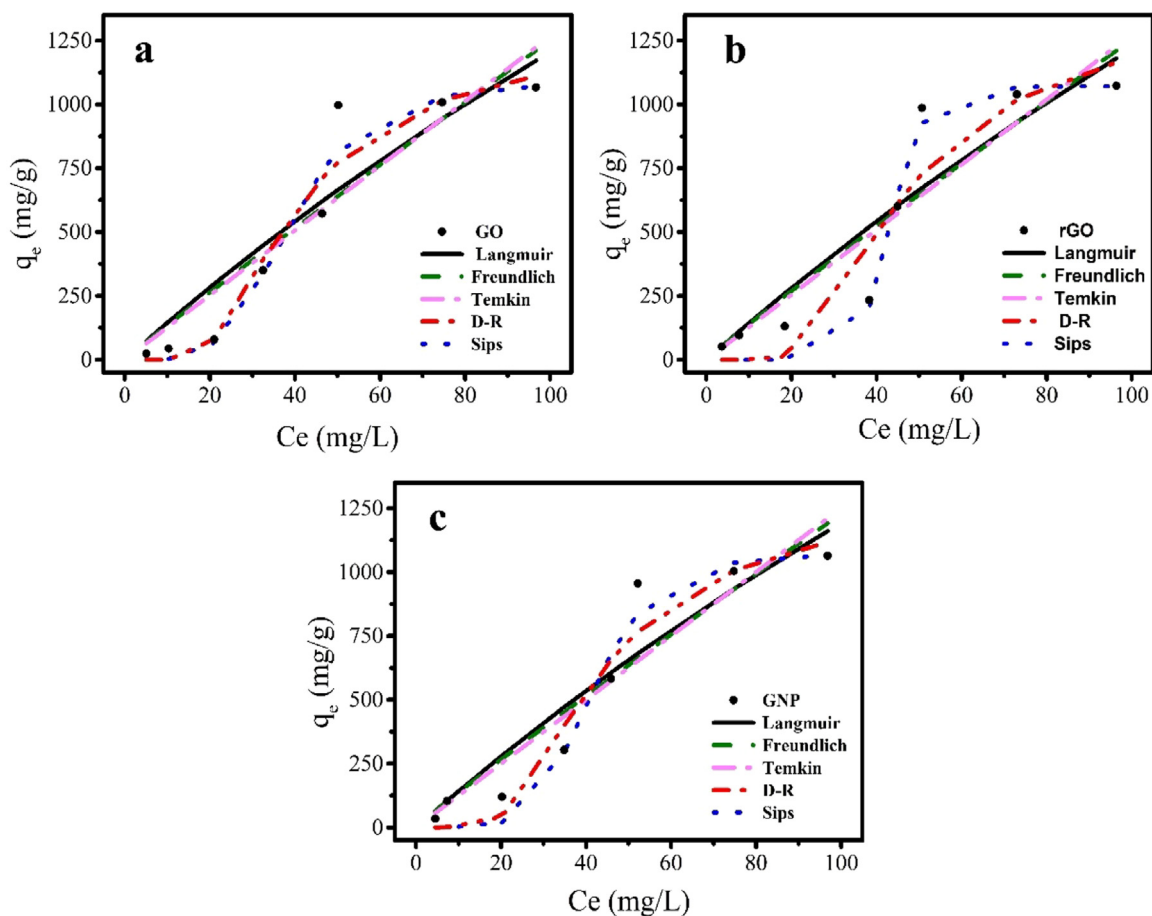 a
1250
1000
750
500
250
0
q_e (mg/g)
0 20 40 60 80 100
Ce (mg/L)
GO
Langmuir
Freundlich
Temkin
D-R
Sips
b
1250
1000
750
500
250
0
q_e (mg/g)
0 20 40 60 80 100
Ce (mg/L)
rGO
Langmuir
Freundlich
Temkin
D-R
Sips
c
1250
1000
750
500
250
0
q_e (mg/g)
0 20 40 60 80 100
Ce (mg/L)
GNP
Langmuir
Freundlich
Temkin
D-R
Sips